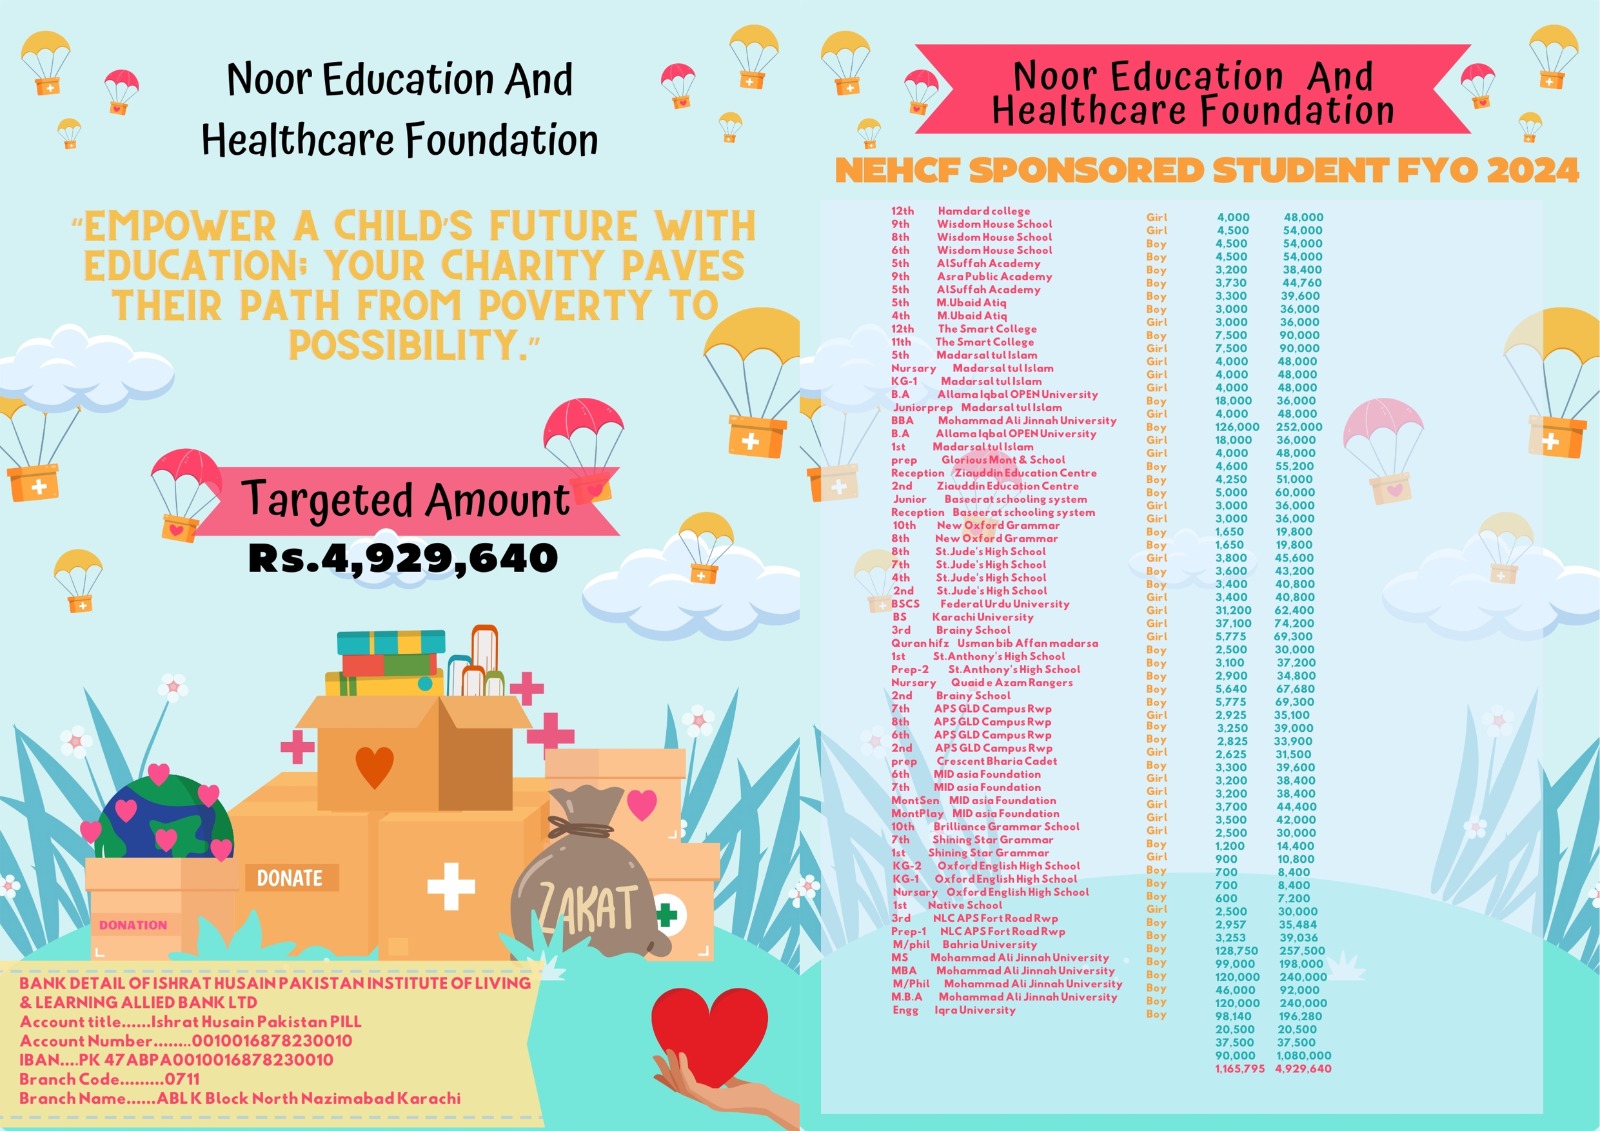 Noor Education And
Healthcare Foundation
“EMPOWER A CHILD’S FUTURE WITH
EDUCATION; YOUR CHARITY PAVES
THEIR PATH FROM POVERTY TO
POSSIBILITY.”
Targeted Amount
Rs.4,929,640
DONATE
DONATION
ZAKAT
BANK DETAIL OF ISHRAT HUSAIN PAKISTAN INSTITUTE OF LIVING
& LEARNING ALLIED BANK LTD
Account title......Ishrat Husain Pakistan PILL
Account Number........0010016878230010
IBAN....PK 47ABPA0010016878230010
Branch Code.........0711
Branch Name......ABL K Block North Nazimabad Karachi
Noor Education And
Healthcare Foundation
NEHCF SPONSORED STUDENT FYO 2024
12th Hamdard college
9th Wisdom House School
8th Wisdom House School
6th Wisdom House School
5th AlSuffah Academy
9th Asra Public Academy
5th AlSuffah Academy
5th M.Ubaid Atiq
4th M.Ubaid Atiq
12th The Smart College
11th The Smart College
5th Madarsal tul Islam
Nursary Madarsal tul Islam
KG-1 Madarsal tul Islam
B.A Allama Iqbal OPEN University
Juniorprep Madarsal tul Islam
BBA Mohammad Ali Jinnah University
B.A Allama Iqbal OPEN University
1st Madarsal tul Islam
prep Glorious Mont & School
Reception Ziauddin Education Centre
2nd Ziauddin Education Centre
Junior Baseerat schooling system
Reception Baseerat schooling system
10th New Oxford Grammar
8th New Oxford Grammar
8th St.Jude's High School
7th St.Jude's High School
4th St.Jude's High School
2nd St.Jude's High School
BSCS Federal Urdu University
BS Karachi University
3rd Brainy School
Quran hifz Usman bib Affan madarsa
1st St.Anthony's High School
Prep-2 St.Anthony's High School
Nursary Quaid e Azam Rangers
2nd Brainy School
7th APS GLD Campus Rwp
8th APS GLD Campus Rwp
6th APS GLD Campus Rwp
2nd APS GLD Campus Rwp
prep Crescent Bharia Cadet
6th MID asia Foundation
7th MID asia Foundation
MontSen MID asia Foundation
MontPlay MID asia Foundation
10th Brilliance Grammar School
7th Shining Star Grammar
1st Shining Star Grammar
KG-2 Oxford English High School
KG-1 Oxford English High School
Nursary Oxford English High School
1st Native School
3rd NLC APS Fort Road Rwp
Prep-1 NLC APS Fort Road Rwp
M/phil Bahria University
MS Mohammad Ali Jinnah University
MBA Mohammad Ali Jinnah University
M/Phil Mohammad Ali Jinnah University
M.B.A Mohammad Ali Jinnah University
Engg Iqra University
Girl
Girl
Boy
Boy
Boy
Boy
Boy
Boy
Girl
Boy
Girl
Girl
Girl
Girl
Boy
Girl
Boy
Girl
Girl
Boy
Girl
Boy
Girl
Girl
Boy
Boy
Girl
Boy
Boy
Girl
Girl
Girl
Girl
Boy
Boy
Girl
Boy
Boy
Girl
Boy
Boy
Girl
Boy
Girl
Girl
Girl
Girl
Girl
Boy
Girl
Boy
Boy
Boy
Girl
Boy
Girl
Boy
Boy
Boy
Boy
Boy
Boy
4,000 48,000
4,500 54,000
4,500 54,000
4,500 54,000
3,200 38,400
3,730 44,760
3,300 39,600
3,000 36,000
3,000 36,000
7,500 90,000
7,500 90,000
4,000 48,000
4,000 48,000
4,000 48,000
18,000 36,000
4,000 48,000
126,000 252,000
18,000 36,000
4,000 48,000
4,600 55,200
4,250 51,000
5,000 60,000
3,000 36,000
3,000 36,000
1,650 19,800
1,650 19,800
3,800 45,600
3,600 43,200
3,400 40,800
3,400 40,800
31,200 62,400
37,100 74,200
5,775 69,300
2,500 30,000
3,100 37,200
2,900 34,800
5,640 67,680
5,775 69,300
2,925 35,100
3,250 39,000
2,825 33,900
2,625 31,500
3,300 39,600
3,200 38,400
3,200 38,400
3,700 44,400
3,500 42,000
2,500 30,000
1,200 14,400
900 10,800
700 8,400
700 8,400
600 7,200
2,500 30,000
2,957 35,484
3,253 39,036
128,750 257,500
99,000 198,000
120,000 240,000
46,000 92,000
120,000 240,000
98,140 196,280
20,500 20,500
37,500 37,500
90,000 1,080,000
1,165,795 4,929,640